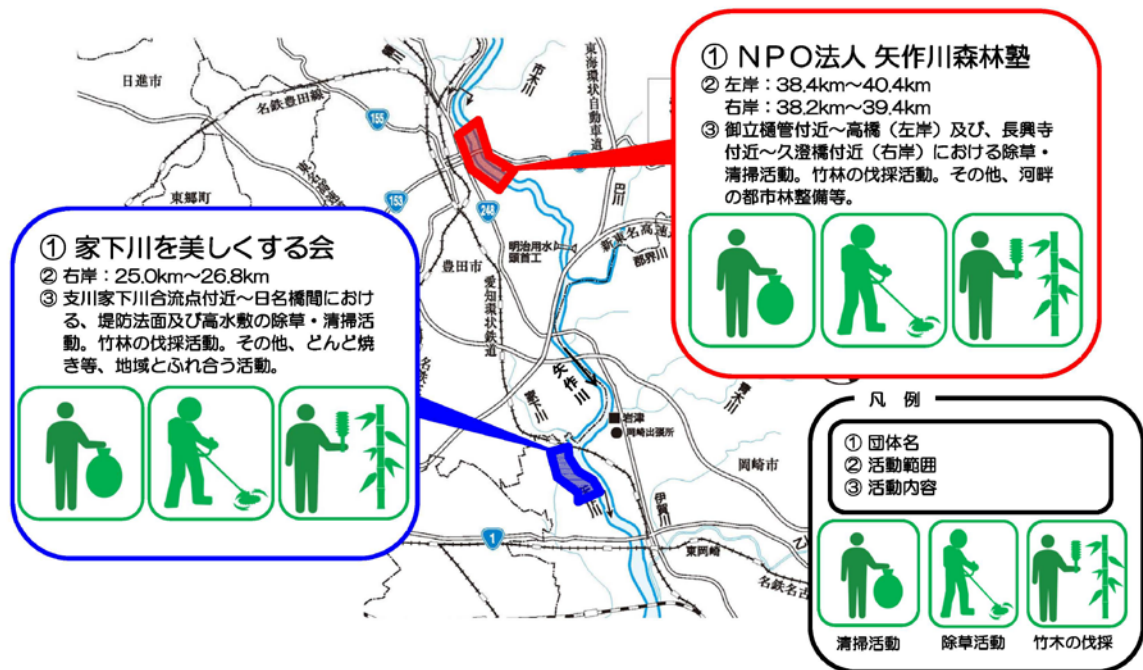 ① NPO法人 矢作川森林塾
② 左岸：38.4km～40.4km
右岸：38.2km～39.4km
③ 御立樋管付近～高橋（左岸）及び、長興寺
付近～久澄橋付近（右岸）における除草・
清掃活動。竹林の伐採活動。その他、河畔
の都市林整備等。
① 家下川を美しくする会
② 右岸：25.0km～26.8km
③ 支川家下川合流点付近～日名橋間におけ
る、堤防法面及び高水敷の除草・清掃活
動。竹林の伐採活動。その他、どんど焼
き等、地域とふれ合う活動。
凡 例
① 団体名
② 活動範囲
③ 活動内容
清掃活動
除草活動
竹木の伐採
日進市
名鉄豊田線
155
市木川
東海環状自動車道
東郷町
153
248
巴川
明治用水
頭首工
新東名高速
郡界川
豊田市
愛知環状鉄道
矢作川
家下川
青木川
岩津
岡崎出張所
岡崎市
伊賀川
1
東岡崎
名鉄名古